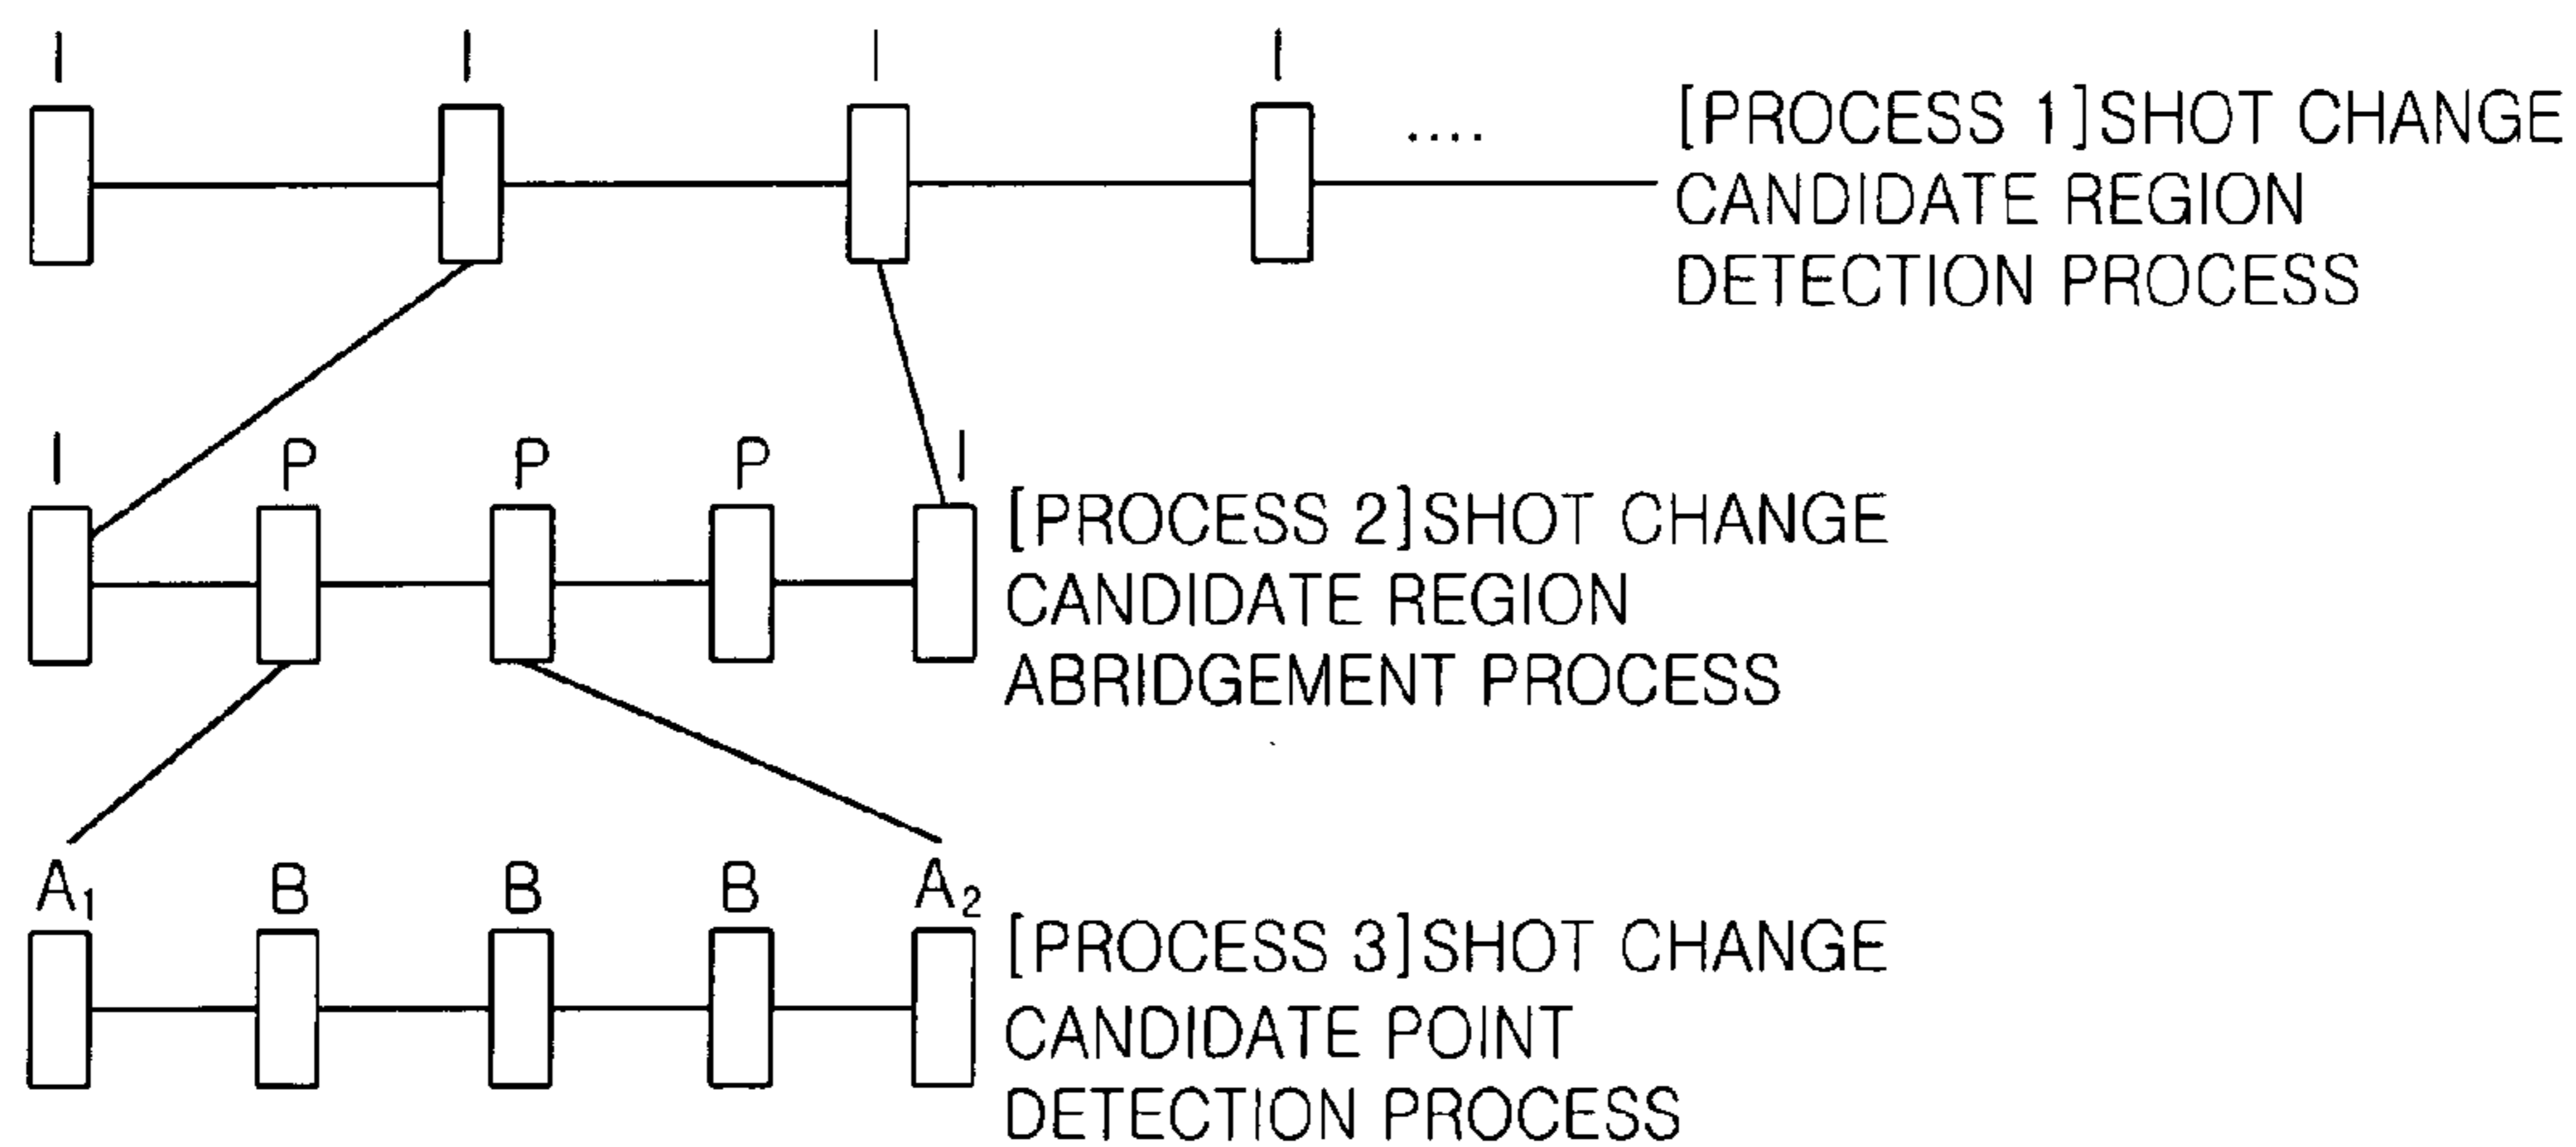 I I I I
....
[PROCESS 1]SHOT CHANGE
CANDIDATE REGION
DETECTION PROCESS
I P P P I
[PROCESS 2]SHOT CHANGE
CANDIDATE REGION
ABRIDGEMENT PROCESS
A₁ B B B A₂
[PROCESS 3]SHOT CHANGE
CANDIDATE POINT
DETECTION PROCESS